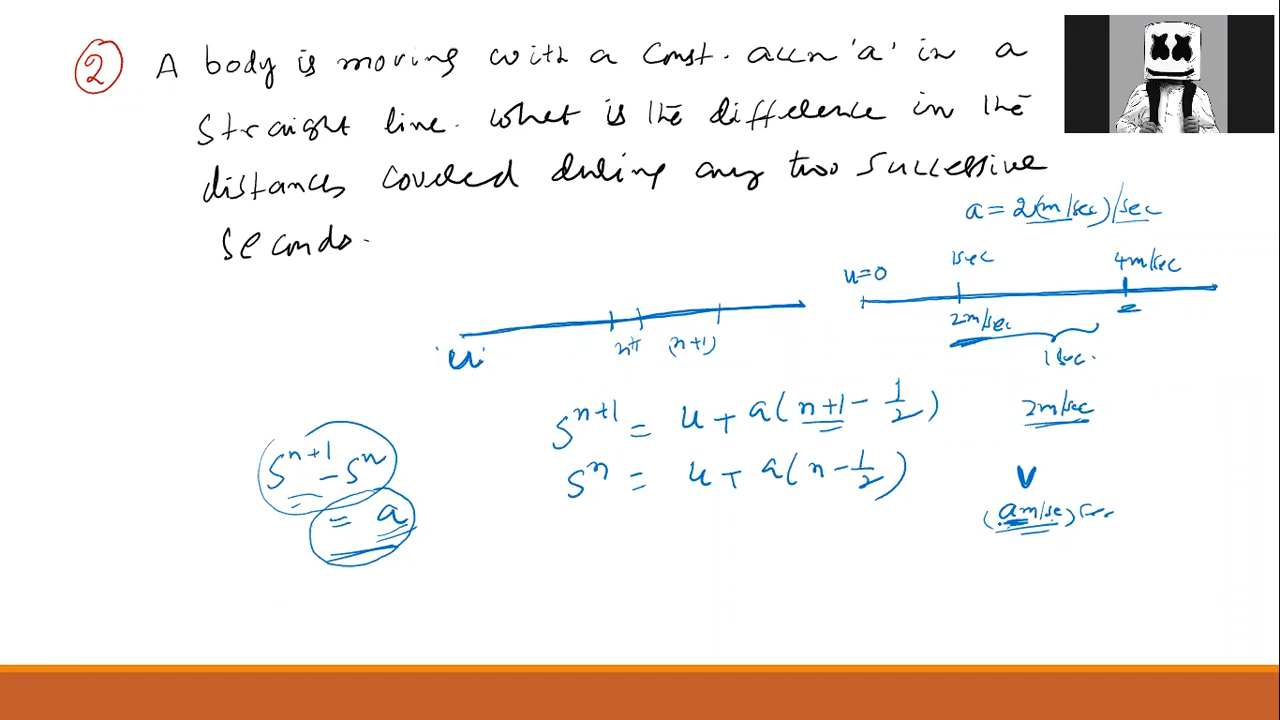 2 A body is moving with a const. accn 'a' in a
straight line. What is the difference in the
distances covered during any two successive
seconds.
a = 2(m/sec)/sec
u=0 1sec 4m/sec
2m/sec
1sec.
'u' nth (n+1)
S^{n+1} = u + a(n+1 - 1/2)
2m/sec
S^n = u + a(n - 1/2)
S^{n+1} - S^n
= a
(a m/sec)